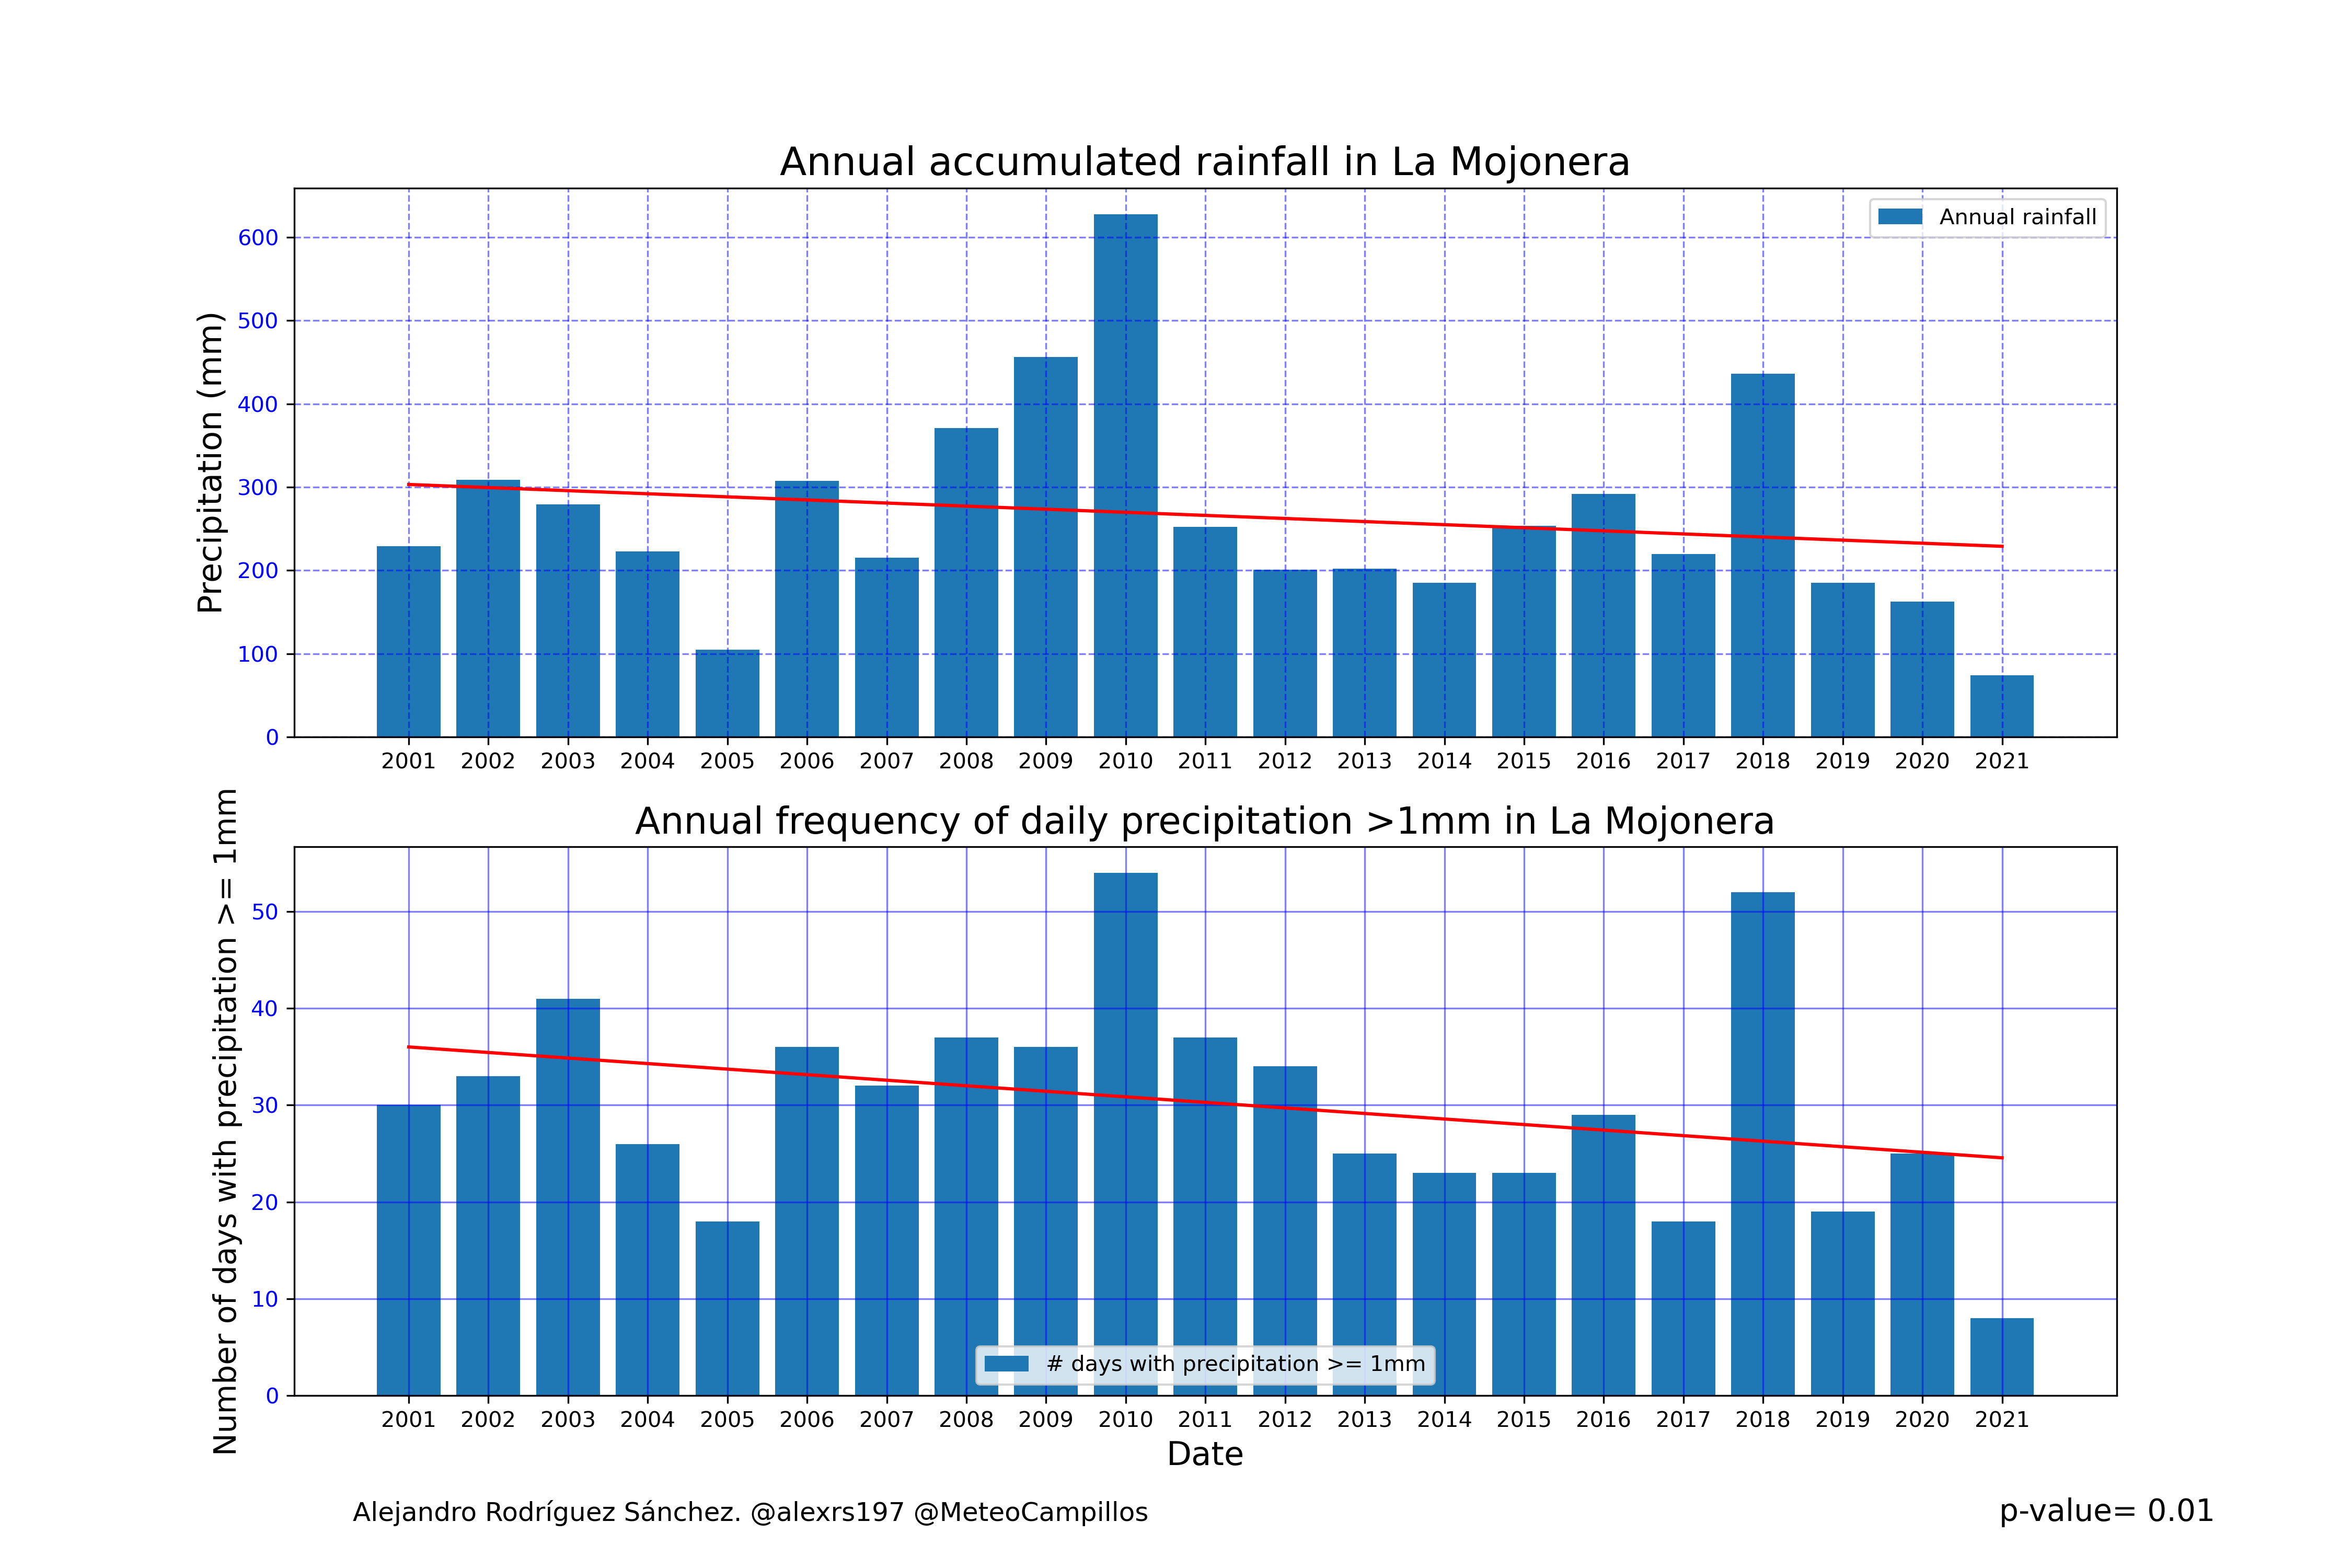 Annual accumulated rainfall in La Mojonera
Precipitation (mm)
600
500
400
300
200
100
0
Annual rainfall
2001 2002 2003 2004 2005 2006 2007 2008 2009 2010 2011 2012 2013 2014 2015 2016 2017 2018 2019 2020 2021
Annual frequency of daily precipitation >1mm in La Mojonera
Number of days with precipitation >= 1mm
50
40
30
20
10
0
# days with precipitation >= 1mm
2001 2002 2003 2004 2005 2006 2007 2008 2009 2010 2011 2012 2013 2014 2015 2016 2017 2018 2019 2020 2021
Date
Alejandro Rodríguez Sánchez. @alexrs197 @MeteoCampillos
p-value= 0.01